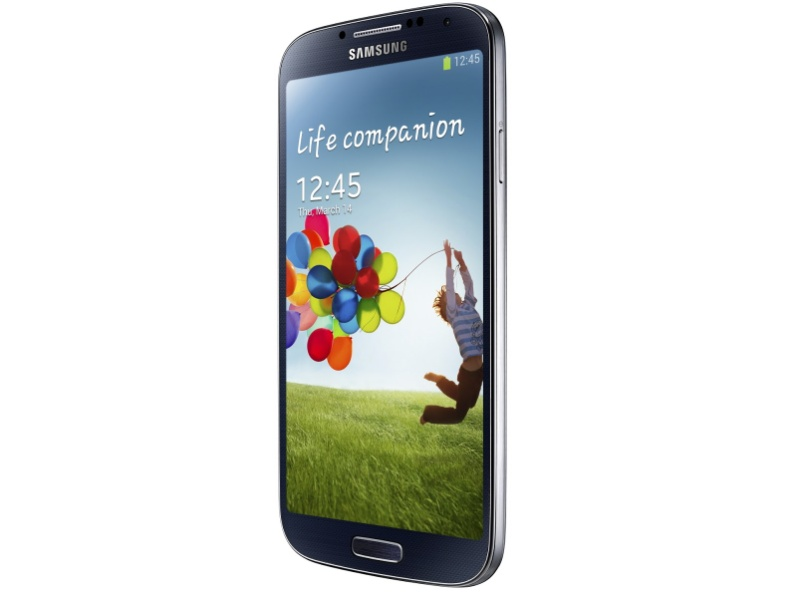 SAMSUNG
12:45
Life companion
12:45
Thu, March 14